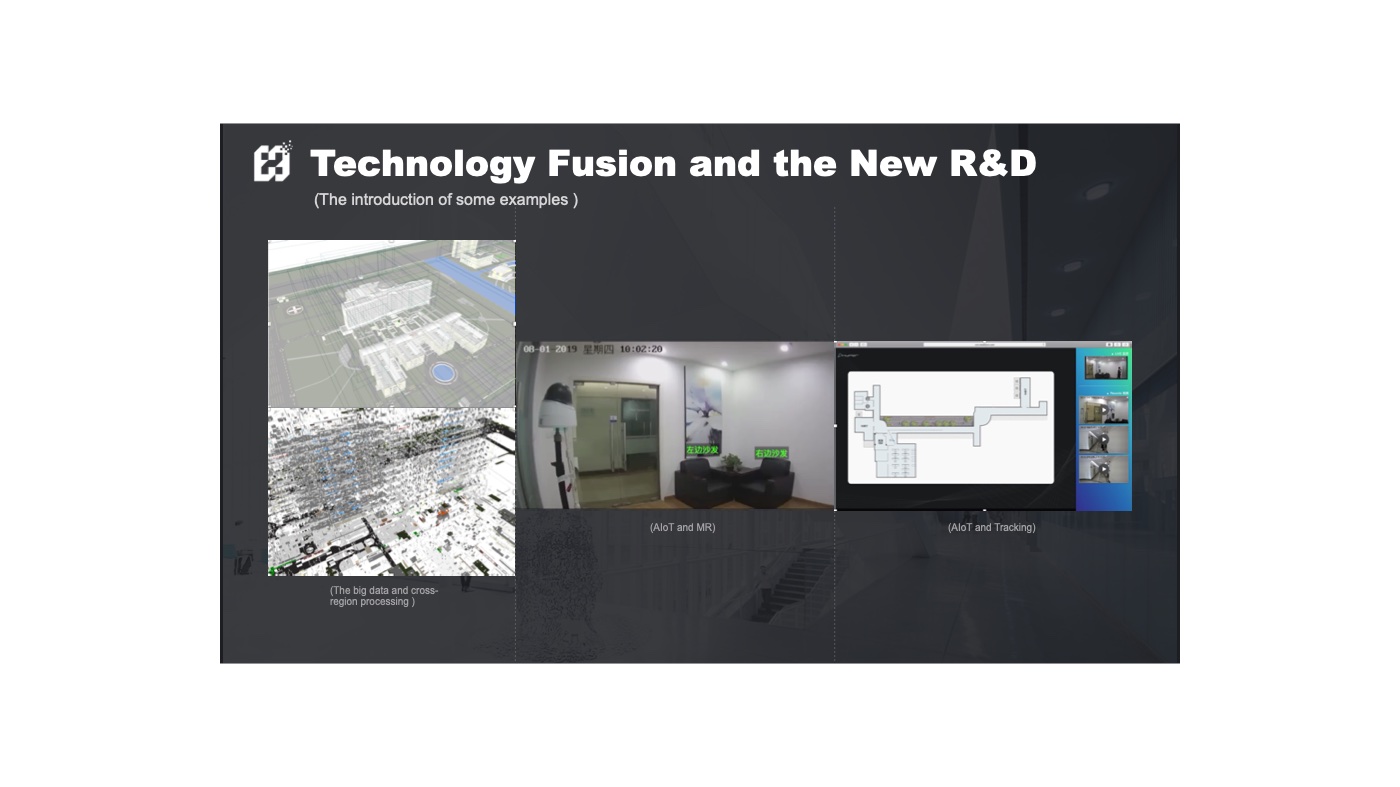 Technology Fusion and the New R&D
(The introduction of some examples )
08-01 2019 星期四 10:02:20
左边沙发
右边沙发
(AIoT and MR)
(AIoT and Tracking)
(The big data and cross-
region processing )